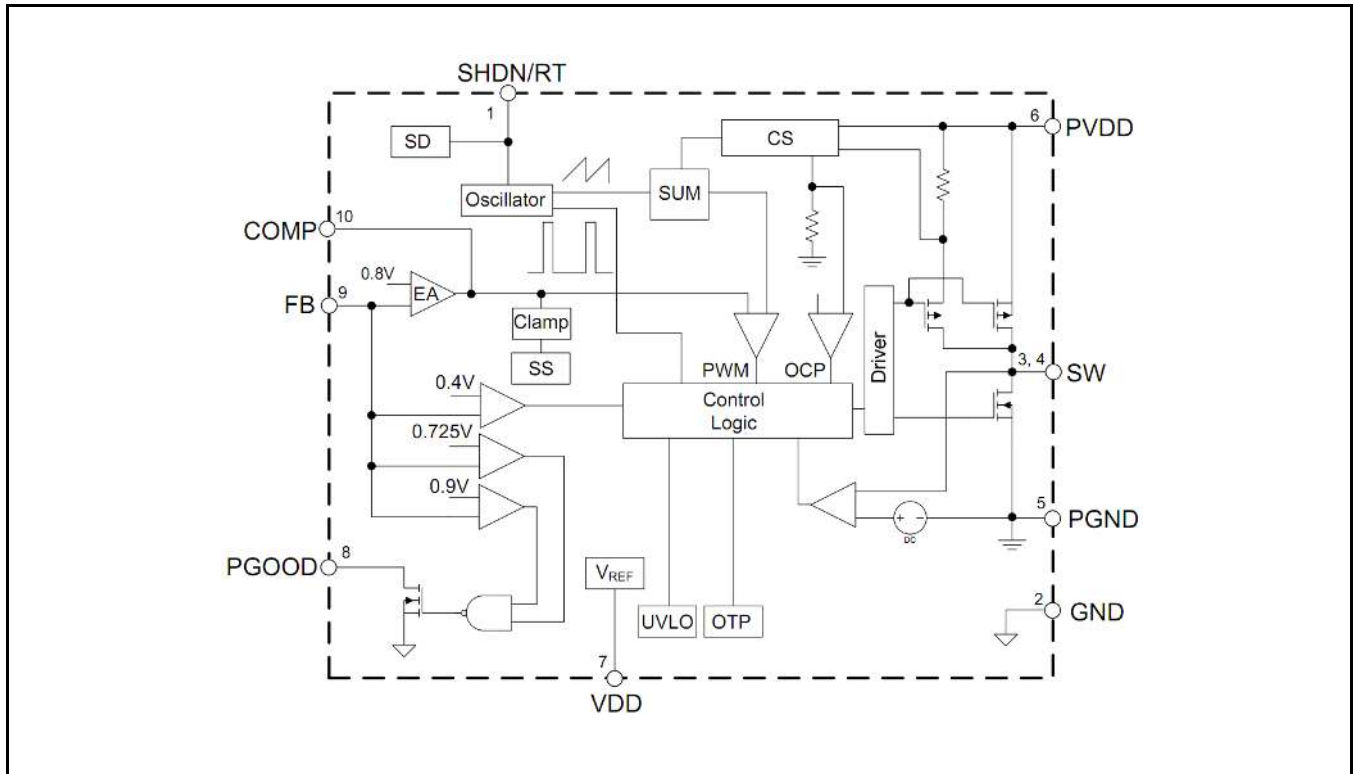 SHDN/RT
1
6
PVDD
SD
CS
Oscillator
SUM
10
COMP
0.8V
9
FB
EA
Clamp
SS
PWM
OCP
Driver
3, 4
SW
0.4V
Control
Logic
0.725V
0.9V
+ -
DC
5
PGND
8
PGOOD
VREF
2
GND
UVLO
OTP
7
VDD